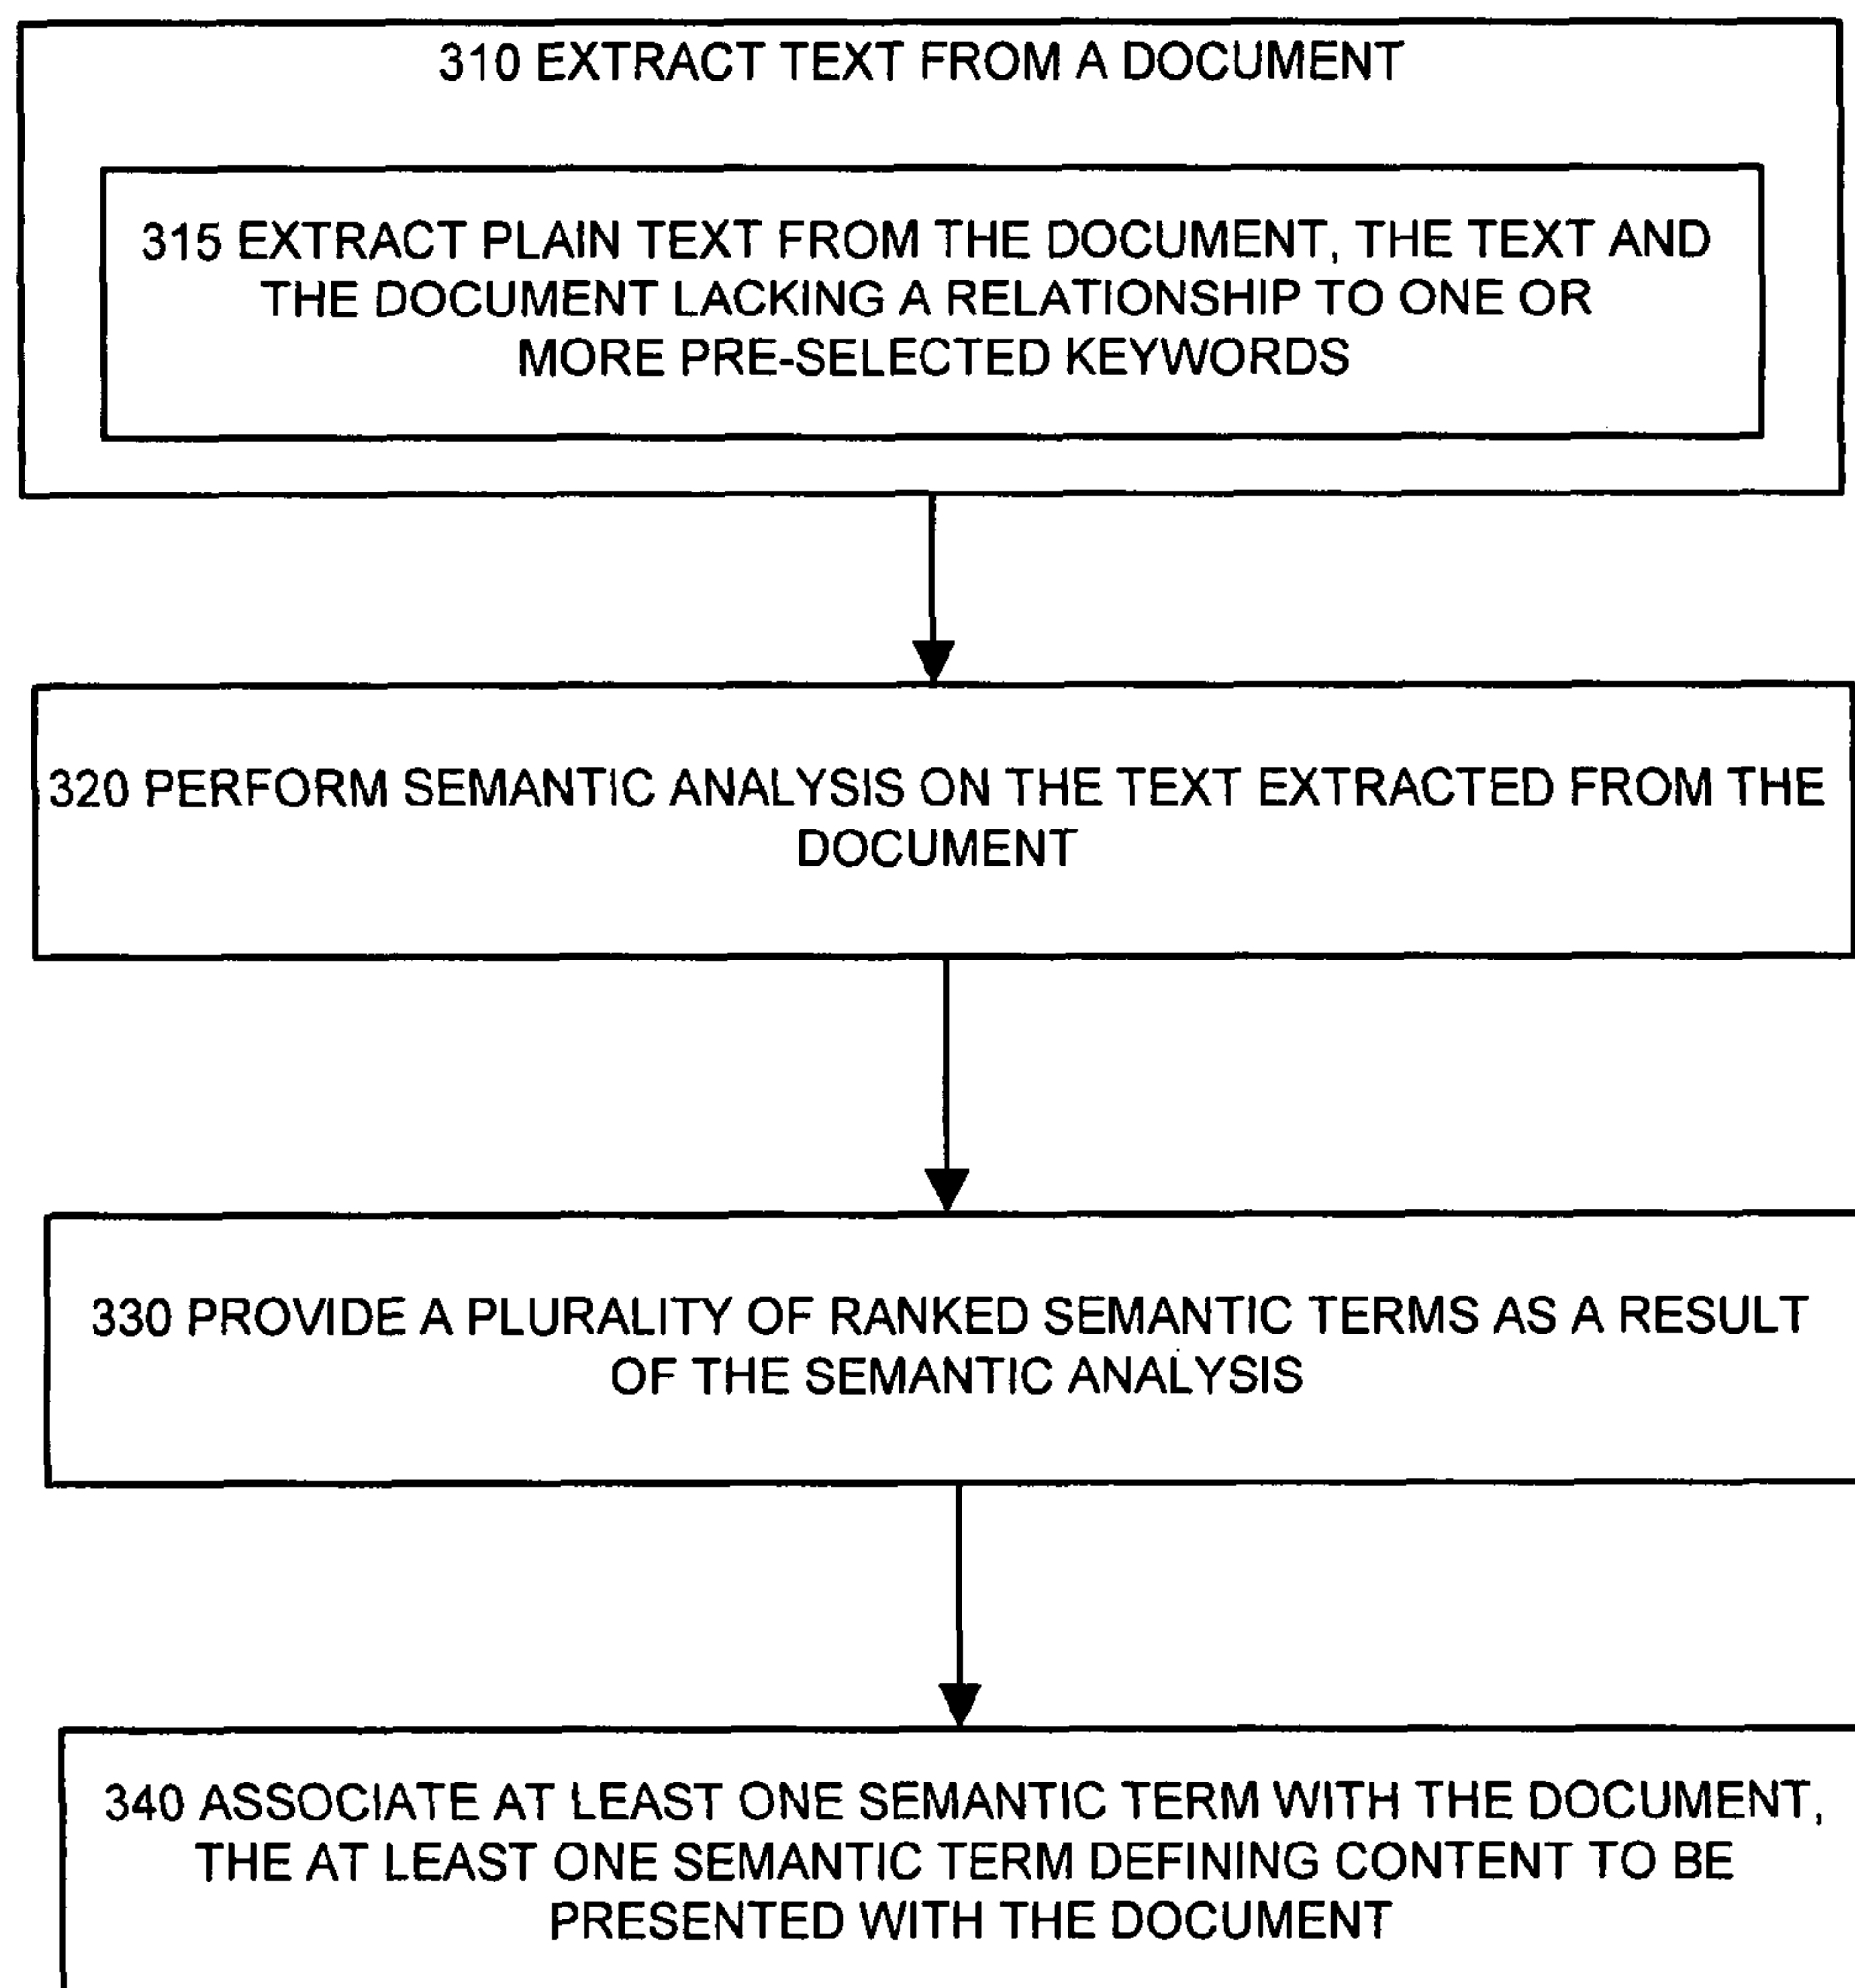 310 EXTRACT TEXT FROM A DOCUMENT
315 EXTRACT PLAIN TEXT FROM THE DOCUMENT, THE TEXT AND
THE DOCUMENT LACKING A RELATIONSHIP TO ONE OR
MORE PRE-SELECTED KEYWORDS
320 PERFORM SEMANTIC ANALYSIS ON THE TEXT EXTRACTED FROM THE
DOCUMENT
330 PROVIDE A PLURALITY OF RANKED SEMANTIC TERMS AS A RESULT
OF THE SEMANTIC ANALYSIS
340 ASSOCIATE AT LEAST ONE SEMANTIC TERM WITH THE DOCUMENT,
THE AT LEAST ONE SEMANTIC TERM DEFINING CONTENT TO BE
PRESENTED WITH THE DOCUMENT